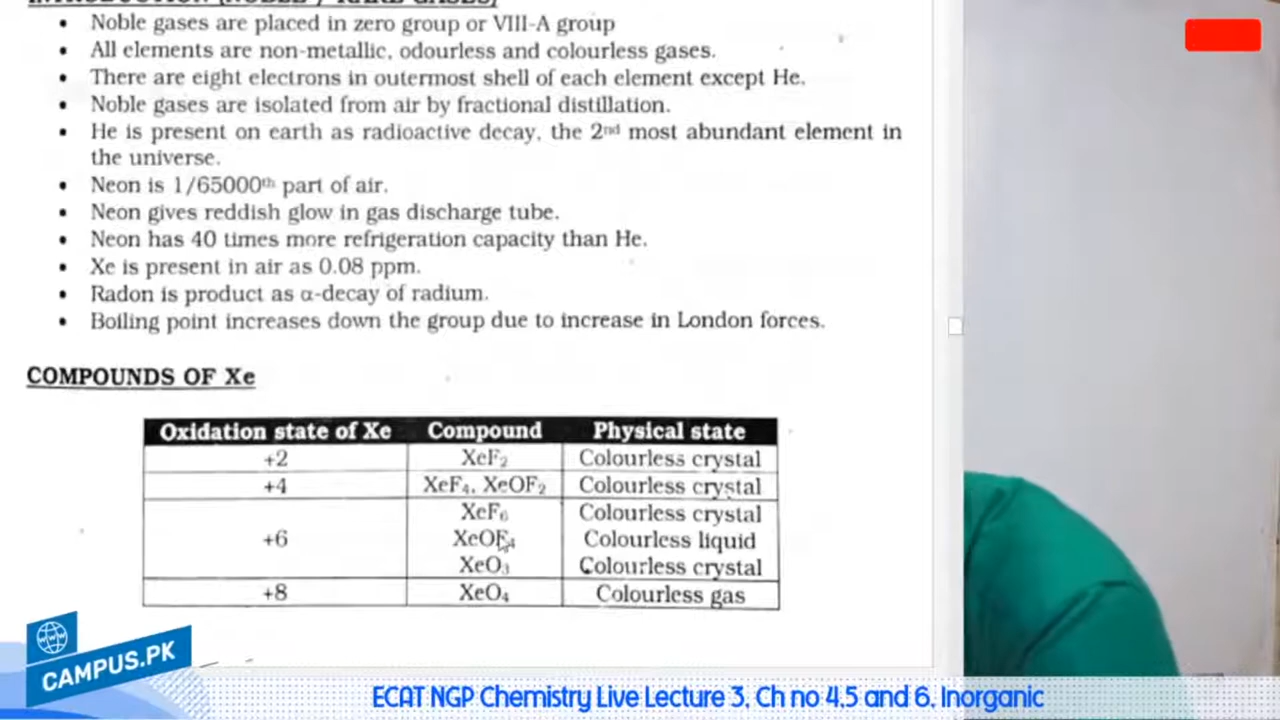 INTRODUCTION (NOBLE / RARE GASES)
• Noble gases are placed in zero group or VIII-A group
• All elements are non-metallic, odourless and colourless gases.
• There are eight electrons in outermost shell of each element except He.
• Noble gases are isolated from air by fractional distillation.
• He is present on earth as radioactive decay, the 2nd most abundant element in
the universe.
• Neon is 1/65000th part of air.
• Neon gives reddish glow in gas discharge tube.
• Neon has 40 times more refrigeration capacity than He.
• Xe is present in air as 0.08 ppm.
• Radon is product as α-decay of radium.
• Boiling point increases down the group due to increase in London forces.
COMPOUNDS OF Xe
Oxidation state of Xe Compound Physical state
+2 XeF₂ Colourless crystal
+4 XeF₄, XeOF₂ Colourless crystal
XeF₆ Colourless crystal
+6 XeOF₄ Colourless liquid
XeO₃ Colourless crystal
+8 XeO₄ Colourless gas
www
CAMPUS.PK
ECAT NGP Chemistry Live Lecture 3, Ch no 4,5 and 6, Inorganic